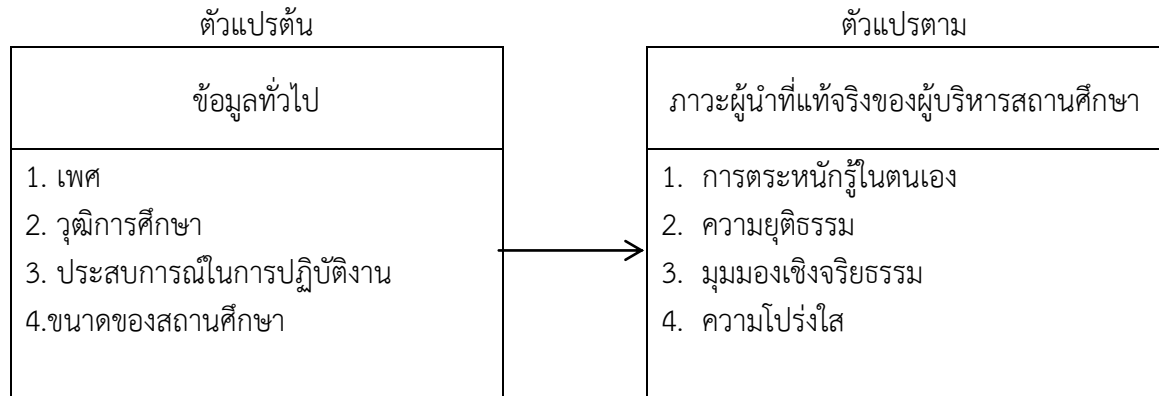 ตัวแปรต้น
ข้อมูลทั่วไป
1. เพศ
2. วุฒิการศึกษา
3. ประสบการณ์ในการปฏิบัติงาน
4.ขนาดของสถานศึกษา
ตัวแปรตาม
ภาวะผู้นำที่แท้จริงของผู้บริหารสถานศึกษา
1. การตระหนักรู้ในตนเอง
2. ความยุติธรรม
3. มุมมองเชิงจริยธรรม
4. ความโปร่งใส